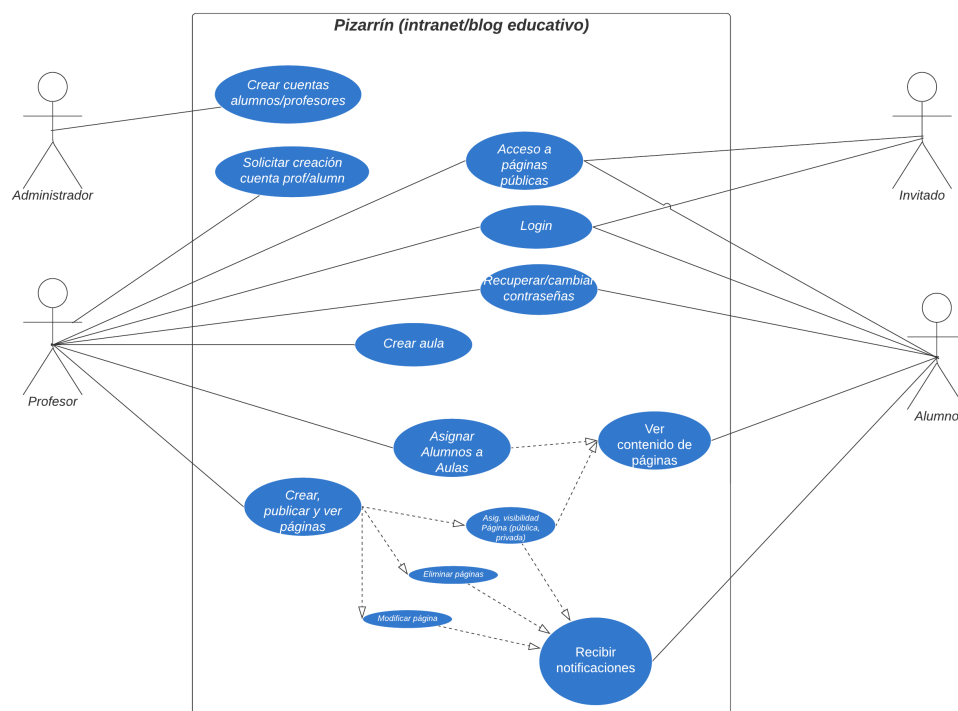 Pizarrín (intranet/blog educativo)
Crear cuentas
alumnos/profesores
Administrador
Solicitar creación
cuenta prof/alumn
Acceso a
páginas
públicas
Invitado
Login
Recuperar/cambiar
contraseñas
Crear aula
Profesor
Alumno
Asignar
Alumnos a
Aulas
Ver
contenido de
páginas
Crear,
publicar y ver
páginas
Asig. visibilidad
Página (pública,
privada)
Eliminar páginas
Modificar página
Recibir
notificaciones